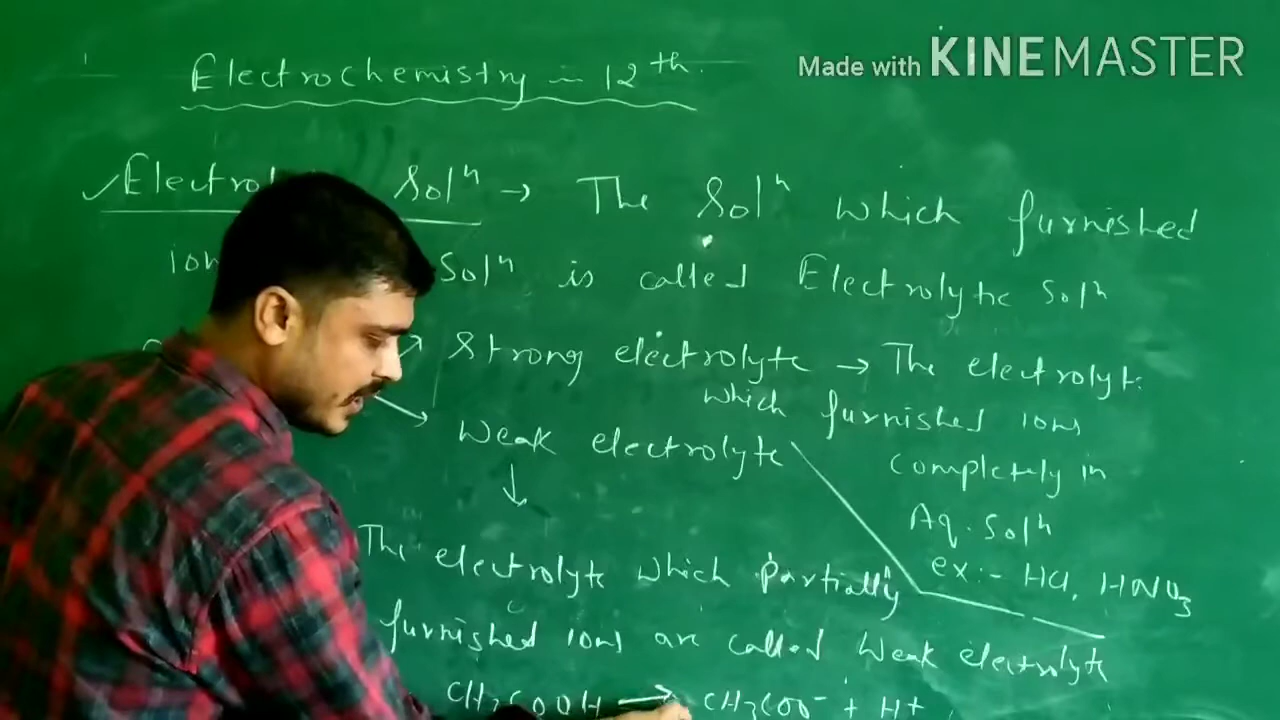 Made with KINEMASTER
Electrochemistry :- 12th.
Electrol Solⁿ → The Solⁿ which furnished
ion Solⁿ is called Electrolytic Solⁿ
Strong electrolyte → The electrolyte
which furnished ions
Weak electrolyte
completely in
Aq. Solⁿ
ex:- HCl, HNO₃
The electrolyte which partially
furnished ions are called Weak electrolyte
CH₃COOH → CH₃COO⁻ + H+